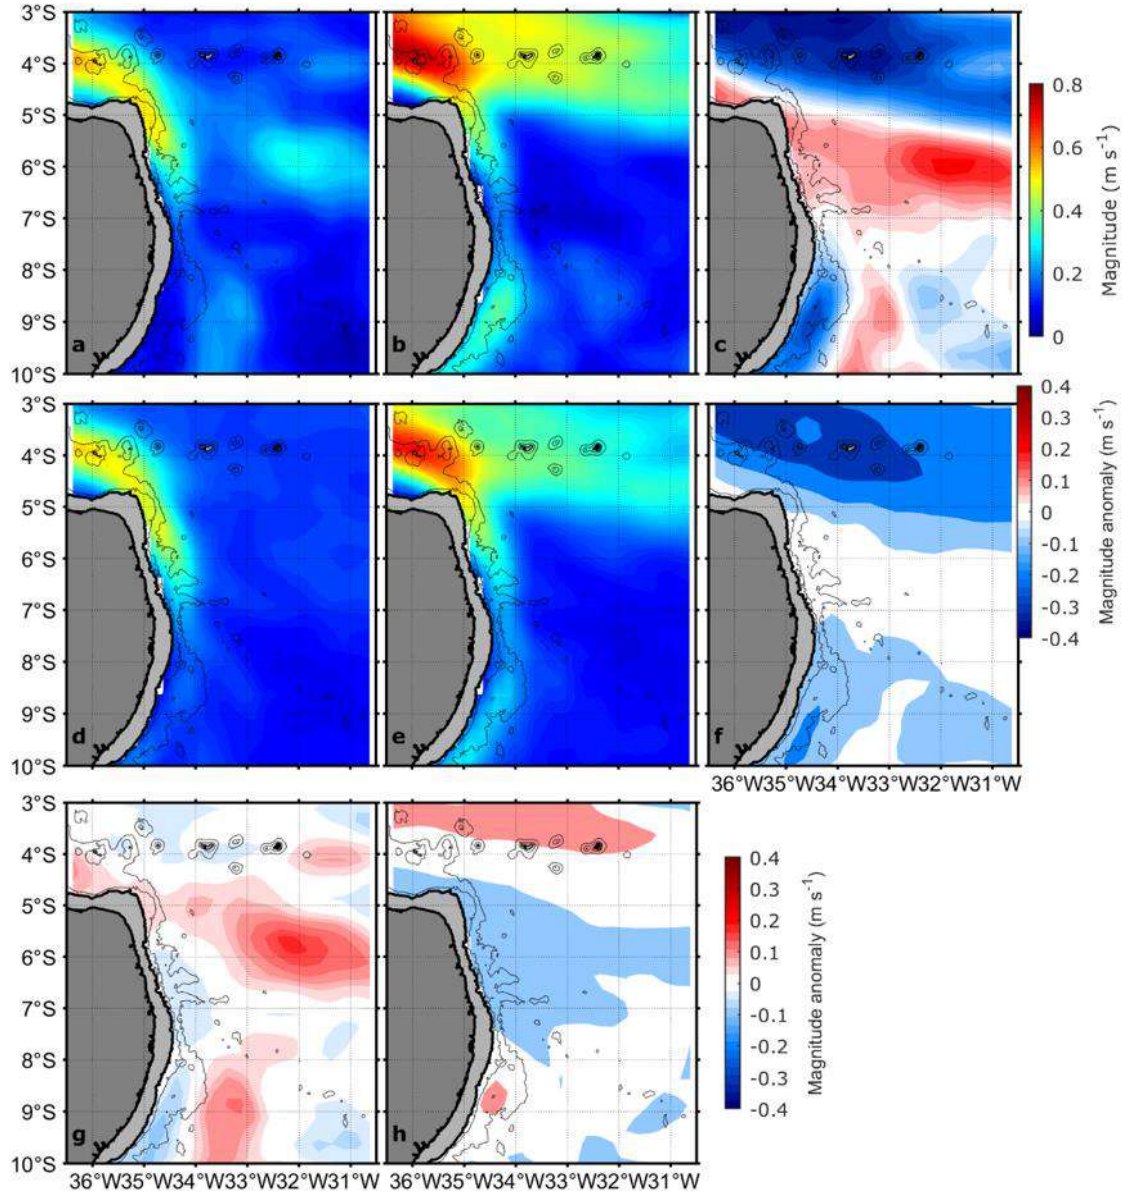 3°S
4°S
5°S
6°S
7°S
8°S
9°S
10°S
a
b
c
0.8
0.6
0.4
0.2
0
Magnitude (m s-1)
3°S
4°S
5°S
6°S
7°S
8°S
9°S
10°S
d
e
f
36°W35°W34°W33°W32°W31°W
0.4
0.3
0.2
0.1
0
-0.1
-0.2
-0.3
-0.4
Magnitude anomaly (m s-1)
3°S
4°S
5°S
6°S
7°S
8°S
9°S
10°S
g
h
36°W35°W34°W33°W32°W31°W
36°W35°W34°W33°W32°W31°W
0.4
0.3
0.2
0.1
0
-0.1
-0.2
-0.3
-0.4
Magnitude anomaly (m s-1)